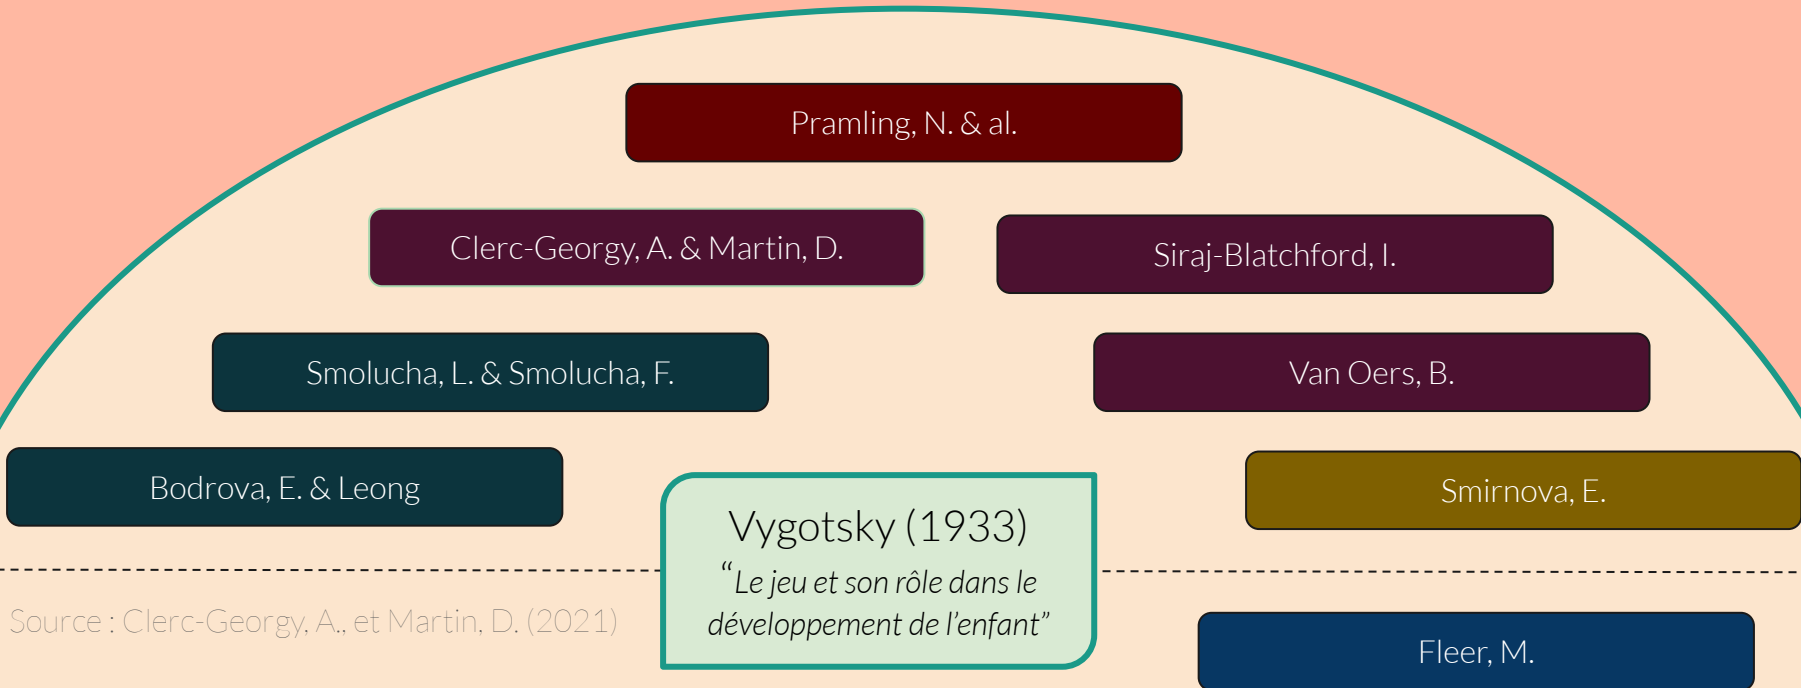 Pramling, N. & al.
Clerc-Georgy, A. & Martin, D.
Siraj-Blatchford, I.
Smolucha, L. & Smolucha, F.
Van Oers, B.
Bodrova, E. & Leong
Smirnova, E.
Vygotsky (1933)
“Le jeu et son rôle dans le
développement de l’enfant”
Source : Clerc-Georgy, A., et Martin, D. (2021)
Fleer, M.